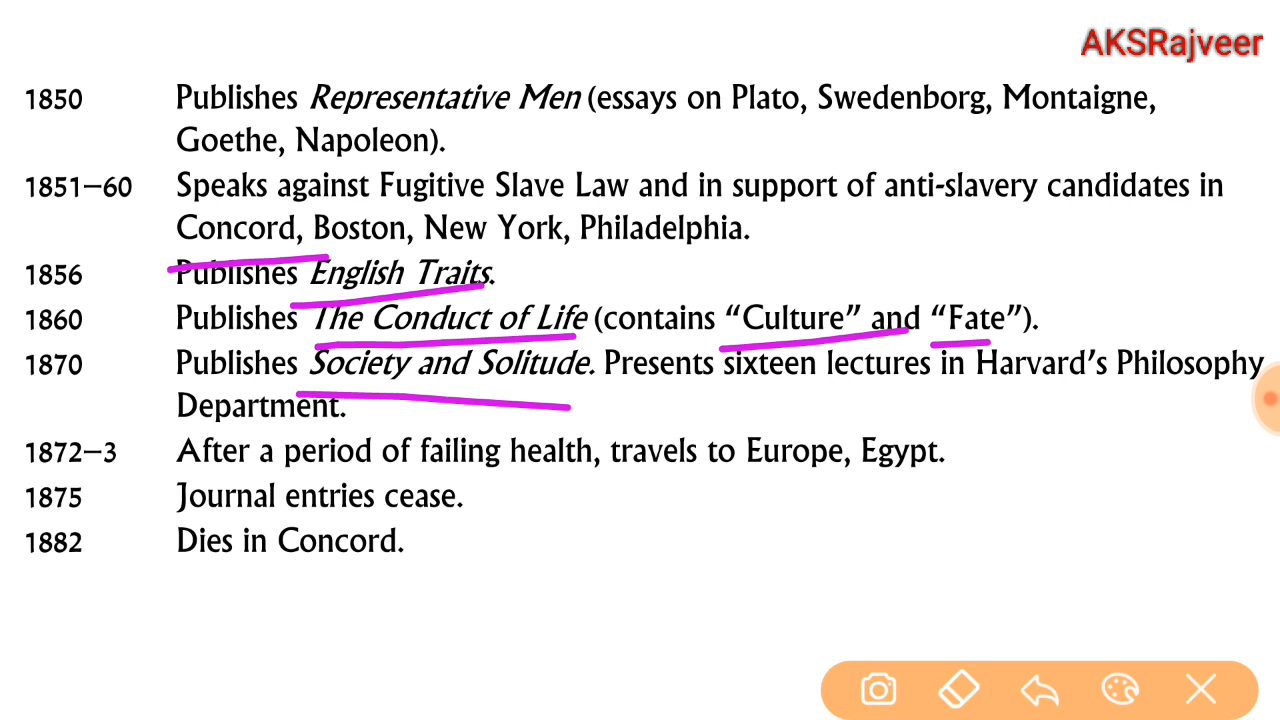 AKSRajveer
1850 Publishes Representative Men (essays on Plato, Swedenborg, Montaigne,
Goethe, Napoleon).
1851–60 Speaks against Fugitive Slave Law and in support of anti-slavery candidates in
Concord, Boston, New York, Philadelphia.
1856 Publishes English Traits.
1860 Publishes The Conduct of Life (contains “Culture” and “Fate”).
1870 Publishes Society and Solitude. Presents sixteen lectures in Harvard’s Philosophy
Department.
1872–3 After a period of failing health, travels to Europe, Egypt.
1875 Journal entries cease.
1882 Dies in Concord.